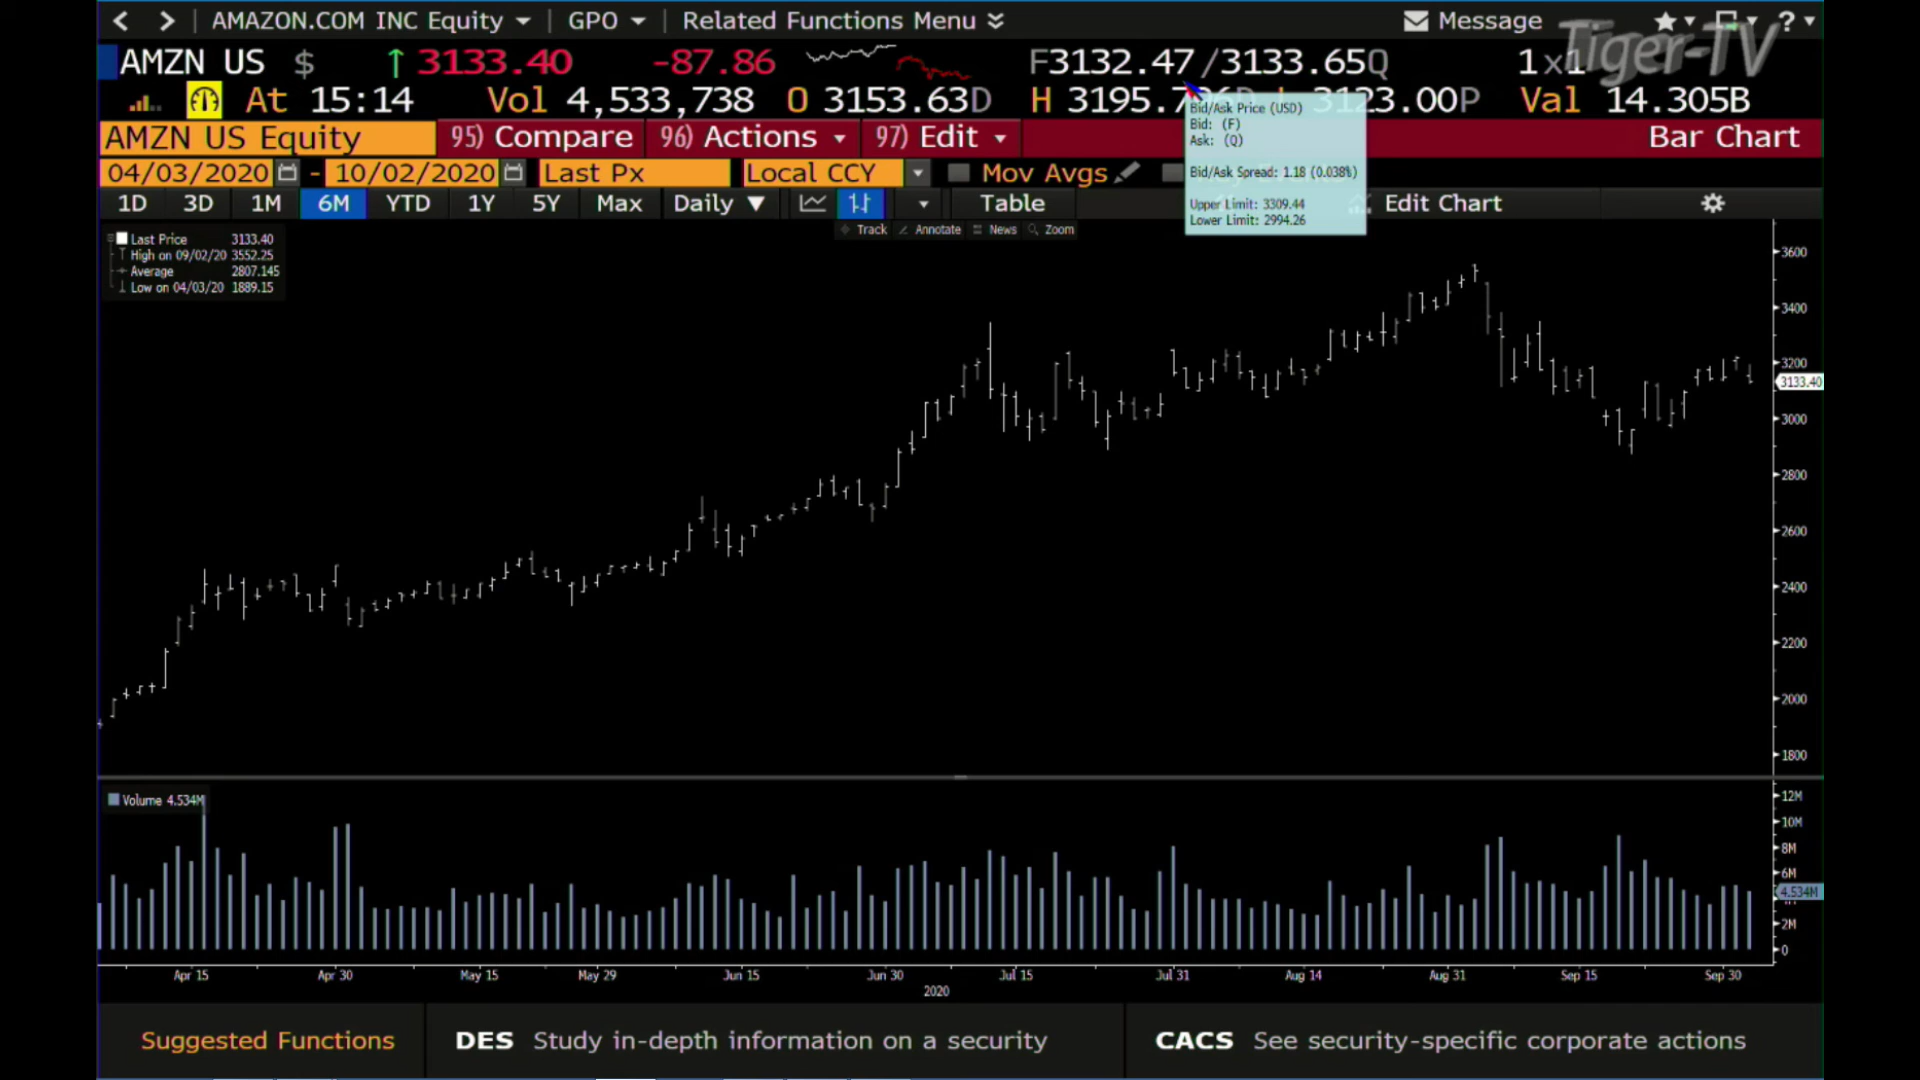 AMAZON.COM INC Equity GPO Related Functions Menu Message ?
Tiger-TV
AMZN US $ ↑ 3133.40 -87.86 F3132.47/3133.65Q 1x1
At 15:14 Vol 4,533,738 O 3153.63D H 3195.7 3123.00P Val 14.305B
AMZN US Equity 95) Compare 96) Actions 97) Edit Bar Chart
04/03/2020 - 10/02/2020 Last Px Local CCY Mov Avgs
1D 3D 1M 6M YTD 1Y 5Y Max Daily ▼ Table Edit Chart
Bid/Ask Price (USD)
Bid: (F)
Ask: (Q)
Bid/Ask Spread: 1.18 (0.038%)
Upper Limit: 3309.44
Lower Limit: 2994.26
Track Annotate News Zoom
Last Price 3133.40
High on 09/02/20 3552.25
Average 2807.145
Low on 04/03/20 1889.15
3600
3400
3200
3133.40
3000
2800
2600
2400
2200
2000
1800
Volume 4.534M
12M
10M
8M
6M
4.534M
2M
0
Apr 15 Apr 30 May 15 May 29 Jun 15 Jun 30 Jul 15 Jul 31 Aug 14 Aug 31 Sep 15 Sep 30
2020
Suggested Functions DES Study in-depth information on a security CACS See security-specific corporate actions